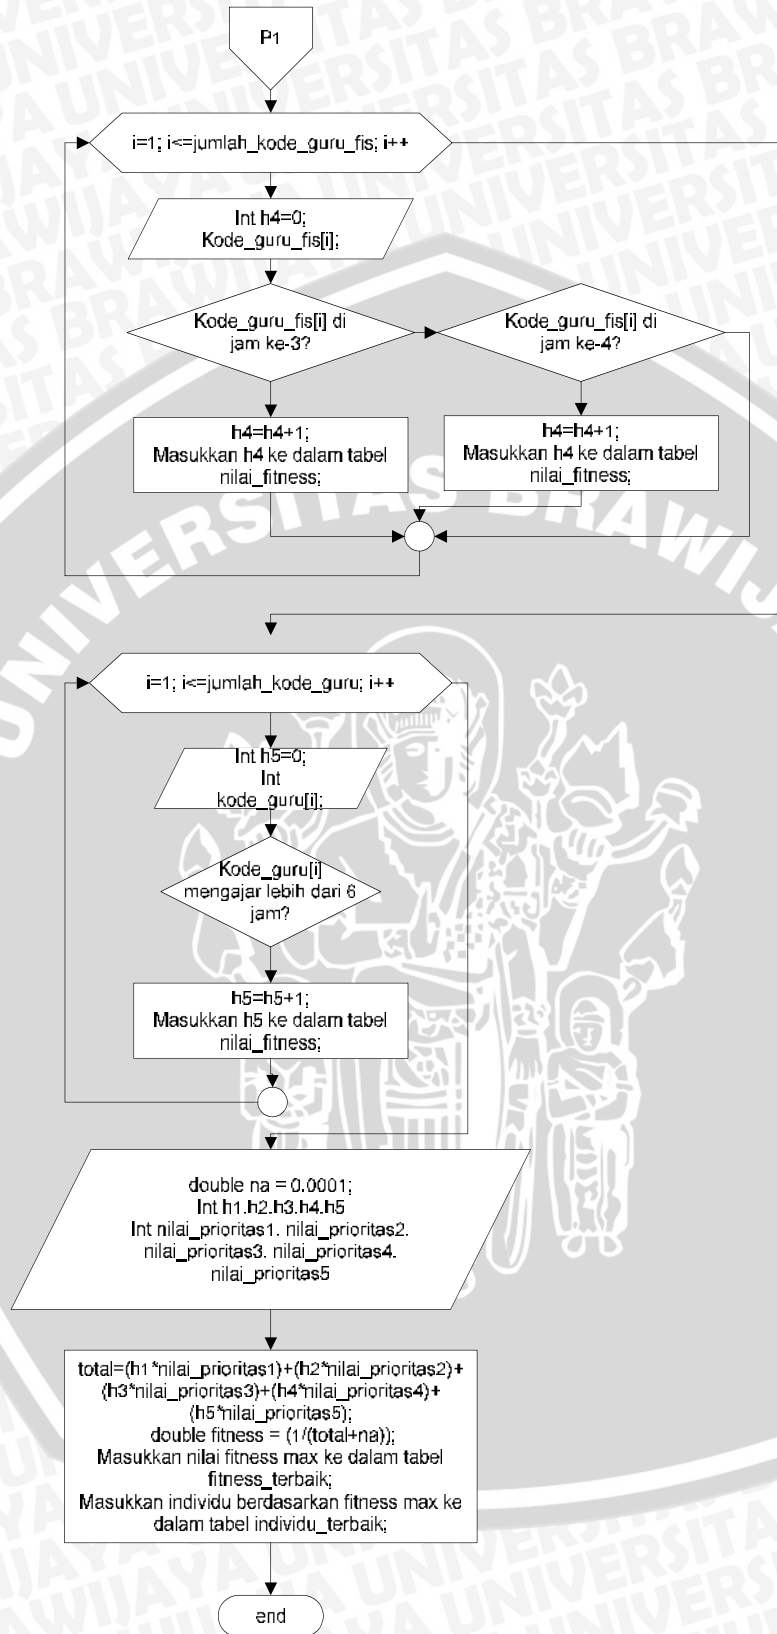 P1
i=1; i<=jumlah_kode_guru_fis; i++
Int h4=0;
Kode_guru_fis[i];
Kode_guru_fis[i] di
jam ke-3?
Kode_guru_fis[i] di
jam ke-4?
h4=h4+1;
Masukkan h4 ke dalam tabel
nilai_fitness;
h4=h4+1;
Masukkan h4 ke dalam tabel
nilai_fitness;
UNIVERSITAS BRAWIJA
i=1; i<=jumlah_kode_guru; i++
Int h5=0;
Int
kode_guru[i];
Kode_guru[i]
mengajar lebih dari 6
jam?
h5=h5+1;
Masukkan h5 ke dalam tabel
nilai_fitness;
double na = 0.0001;
Int h1.h2.h3.h4.h5
Int nilai_prioritas1. nilai_prioritas2.
nilai_prioritas3. nilai_prioritas4.
nilai_prioritas5
total=(h1*nilai_prioritas1)+(h2*nilai_prioritas2)+
(h3*nilai_prioritas3)+(h4*nilai_prioritas4)+
(h5*nilai_prioritas5);
double fitness = (1/(total+na));
Masukkan nilai fitness max ke dalam tabel
fitness_terbaik;
Masukkan individu berdasarkan fitness max ke
dalam tabel individu_terbaik;
end